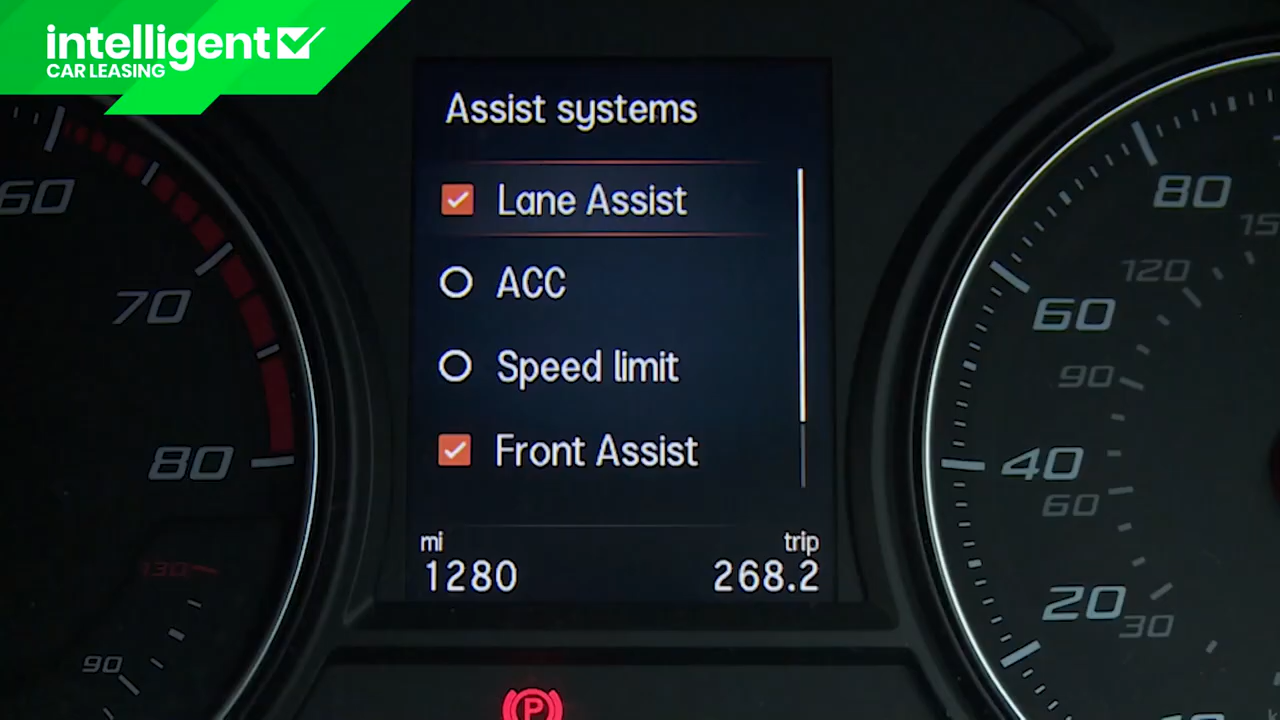 intelligent
CAR LEASING
Assist systems
Lane Assist
ACC
Speed limit
Front Assist
mi
trip
1280
268.2
60
70
80
130
90
80
120
60
90
40
60
20
30
P